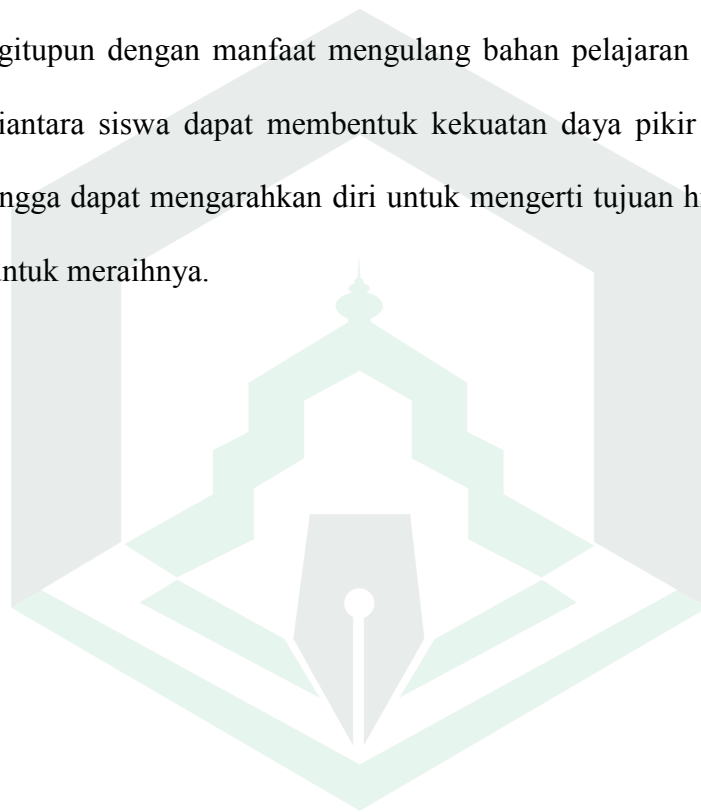 gitupun dengan manfaat mengulang bahan pelajaran
iantara siswa dapat membentuk kekuatan daya pikir
ngga dapat mengarahkan diri untuk mengerti tujuan
untuk meraihnya.